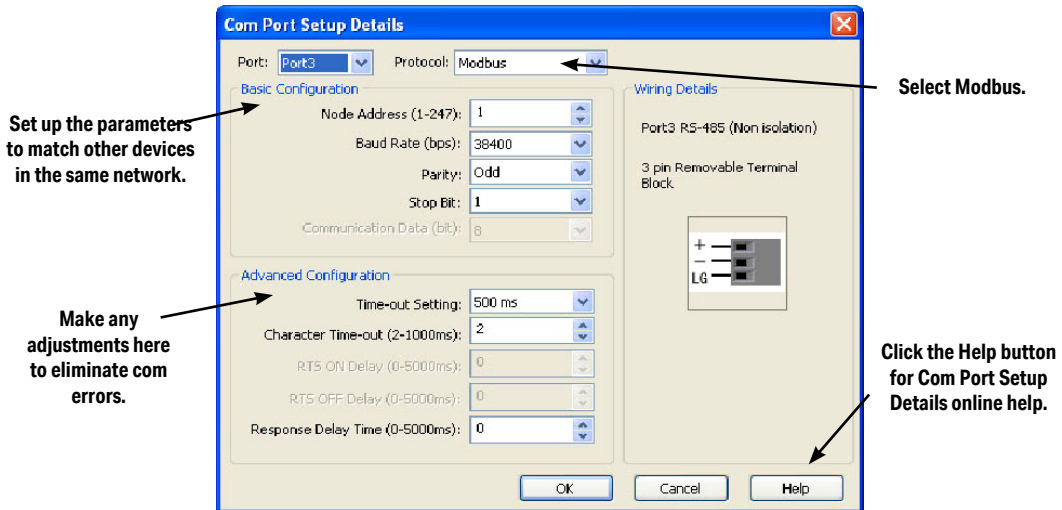 Com Port Setup Details
Port: Port3 Protocol: Modbus
Select Modbus.
Basic Configuration
Node Address (1-247): 1
Baud Rate (bps): 38400
Parity: Odd
Stop Bit: 1
Communication Data (bit): 8
Set up the parameters
to match other devices
in the same network.
Wiring Details
Port3 RS-485 (Non isolation)
3 pin Removable Terminal
Block
+
−
LG
Advanced Configuration
Time-out Setting: 500 ms
Character Time-out (2-1000ms): 2
RTS ON Delay (0-5000ms): 0
RTS OFF Delay (0-5000ms): 0
Response Delay Time (0-5000ms): 0
Make any
adjustments here
to eliminate com
errors.
Click the Help button
for Com Port Setup
Details online help.
OK Cancel Help